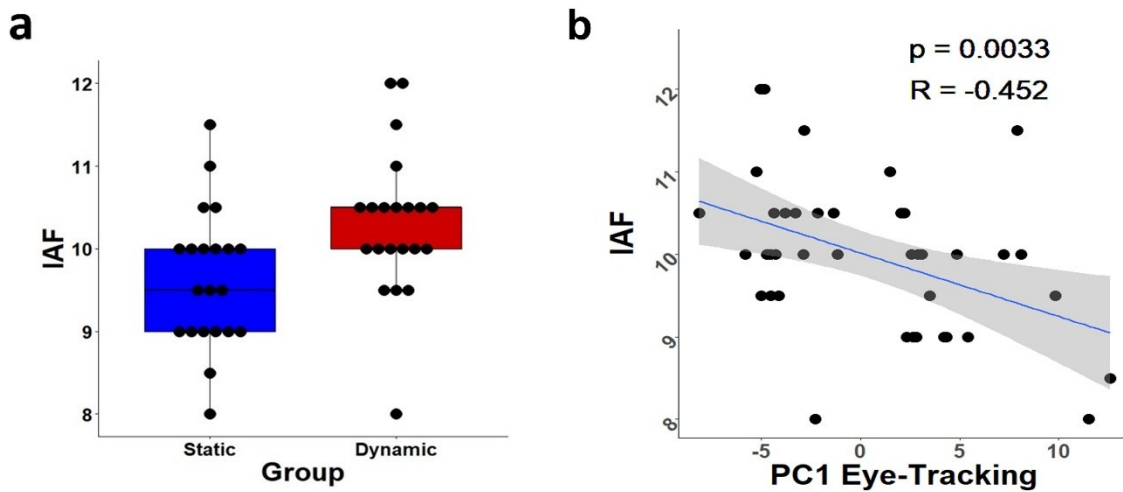 a
12
11
10
9
8
IAF
Static
Dynamic
Group
b
p = 0.0033
R = -0.452
12
11
10
9
8
IAF
-5
0
5
10
PC1 Eye-Tracking